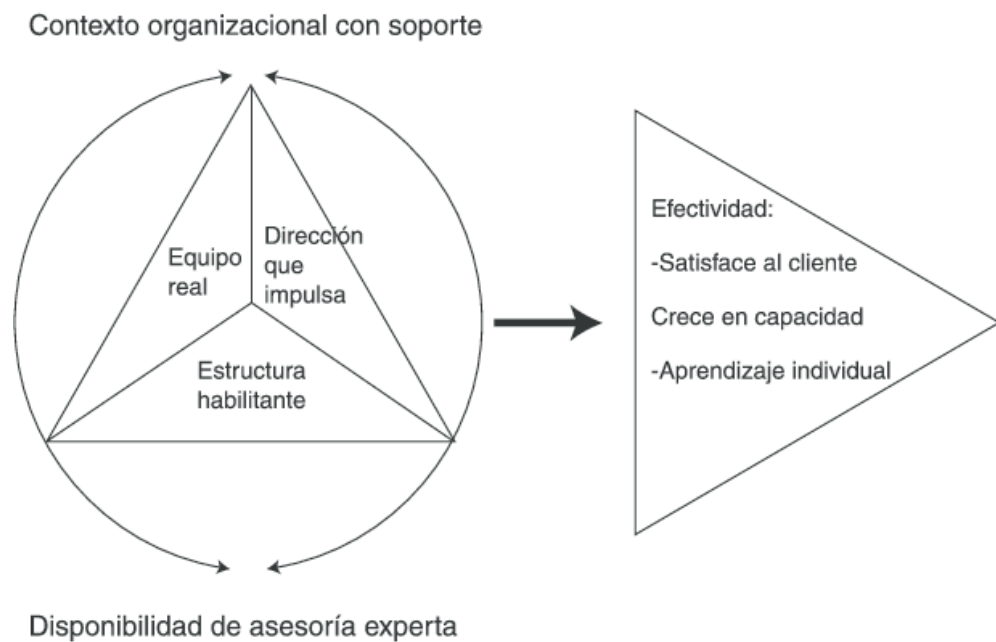 Contexto organizacional con soporte
Equipo
real
Dirección
que
impulsa
Estructura
habilitante
Efectividad:
-Satisface al cliente
Crece en capacidad
-Aprendizaje individual
Disponibilidad de asesoría experta